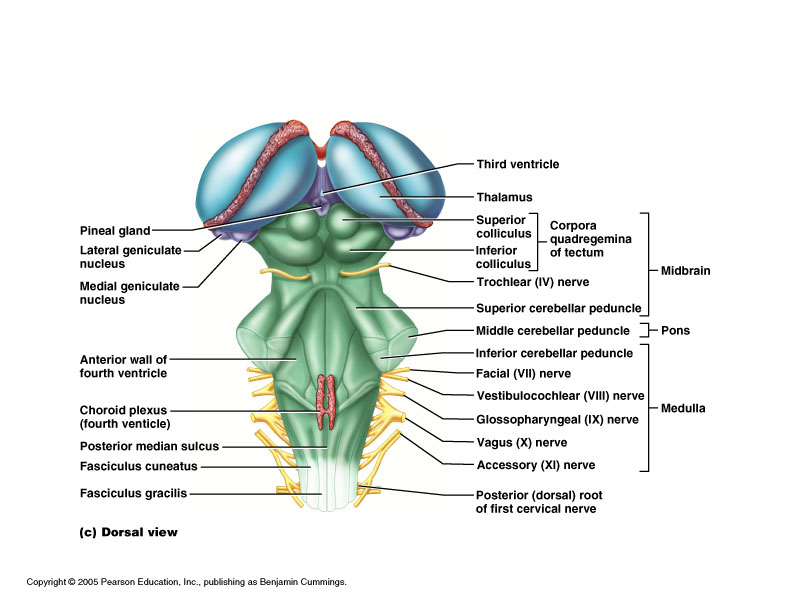 Third ventricle
Thalamus
Superior
colliculus
Inferior
colliculus
Corpora
quadregemina
of tectum
Trochlear (IV) nerve
Superior cerebellar peduncle
Midbrain
Middle cerebellar peduncle
Pons
Inferior cerebellar peduncle
Facial (VII) nerve
Vestibulocochlear (VIII) nerve
Glossopharyngeal (IX) nerve
Vagus (X) nerve
Accessory (XI) nerve
Medulla
Posterior (dorsal) root
of first cervical nerve
Pineal gland
Lateral geniculate
nucleus
Medial geniculate
nucleus
Anterior wall of
fourth ventricle
Choroid plexus
(fourth venticle)
Posterior median sulcus
Fasciculus cuneatus
Fasciculus gracilis
(c) Dorsal view
Copyright © 2005 Pearson Education, Inc., publishing as Benjamin Cummings.